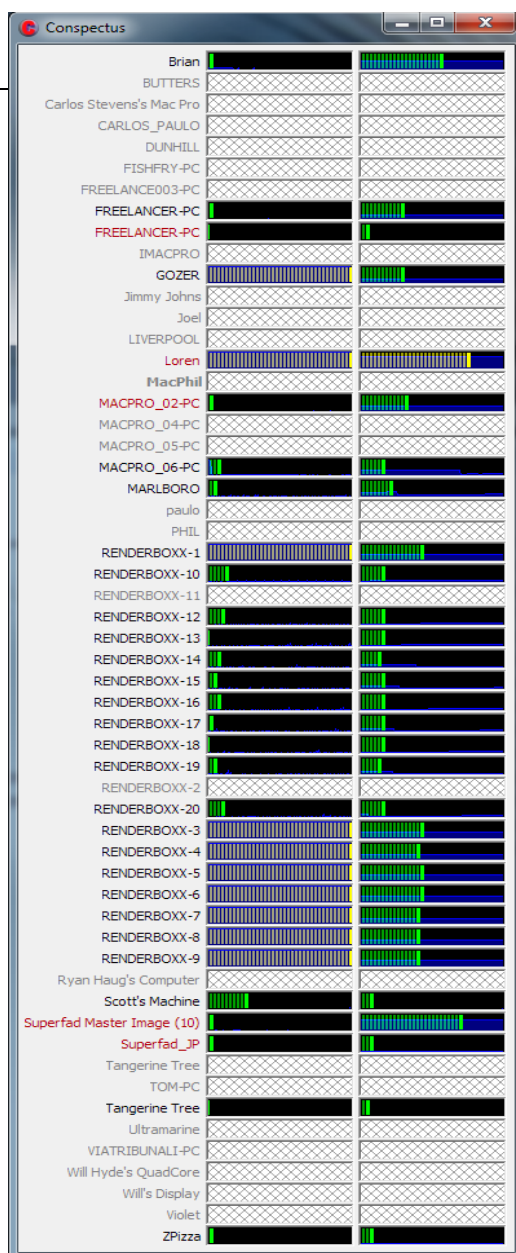 Conspectus
Brian
BUTTERS
Carlos Stevens's Mac Pro
CARLOS_PAULO
DUNHILL
FISHFRY-PC
FREELANCE003-PC
FREELANCER-PC
FREELANCER-PC
IMACPRO
GOZER
Jimmy Johns
Joel
LIVERPOOL
Loren
MacPhil
MACPRO_02-PC
MACPRO_04-PC
MACPRO_05-PC
MACPRO_06-PC
MARLBORO
paulo
PHIL
RENDERBOXX-1
RENDERBOXX-10
RENDERBOXX-11
RENDERBOXX-12
RENDERBOXX-13
RENDERBOXX-14
RENDERBOXX-15
RENDERBOXX-16
RENDERBOXX-17
RENDERBOXX-18
RENDERBOXX-19
RENDERBOXX-2
RENDERBOXX-20
RENDERBOXX-3
RENDERBOXX-4
RENDERBOXX-5
RENDERBOXX-6
RENDERBOXX-7
RENDERBOXX-8
RENDERBOXX-9
Ryan Haug's Computer
Scott's Machine
Superfad Master Image (10)
Superfad_JP
Tangerine Tree
TOM-PC
Tangerine Tree
Ultramarine
VIATRIBUNALI-PC
Will Hyde's QuadCore
Will's Display
Violet
ZPizza